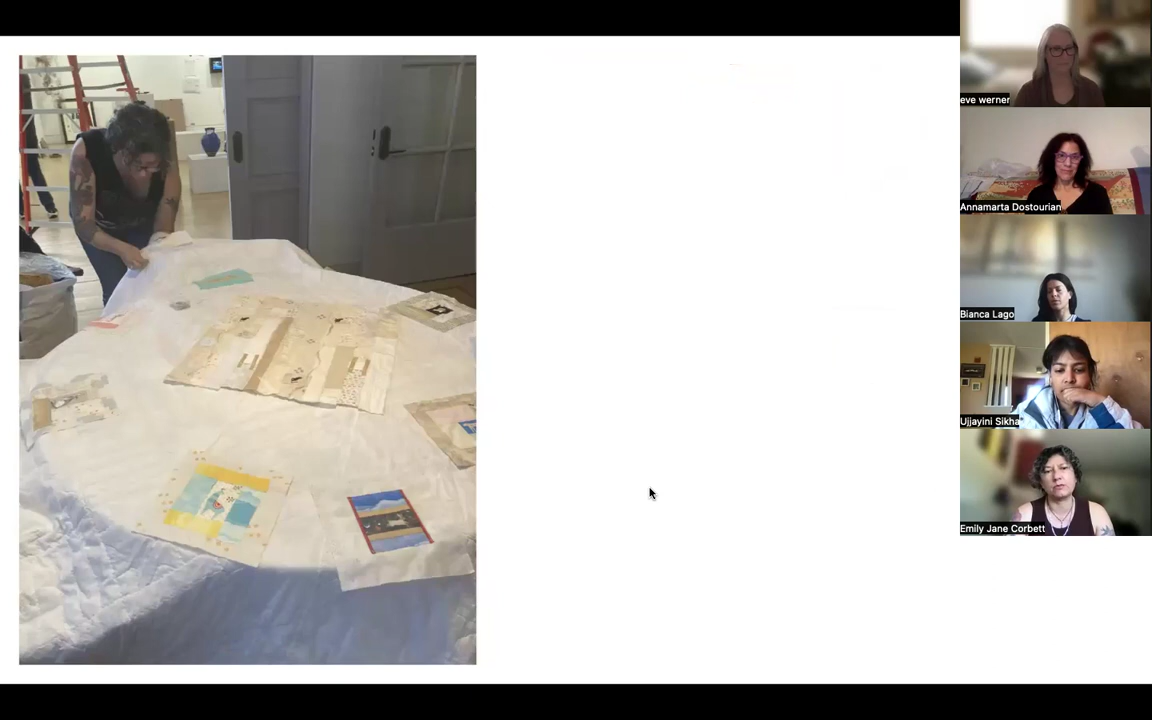 eve werner
Annamarta Dostourian
Bianca Lago
Ujjayini Sikha
Emily Jane Corbett